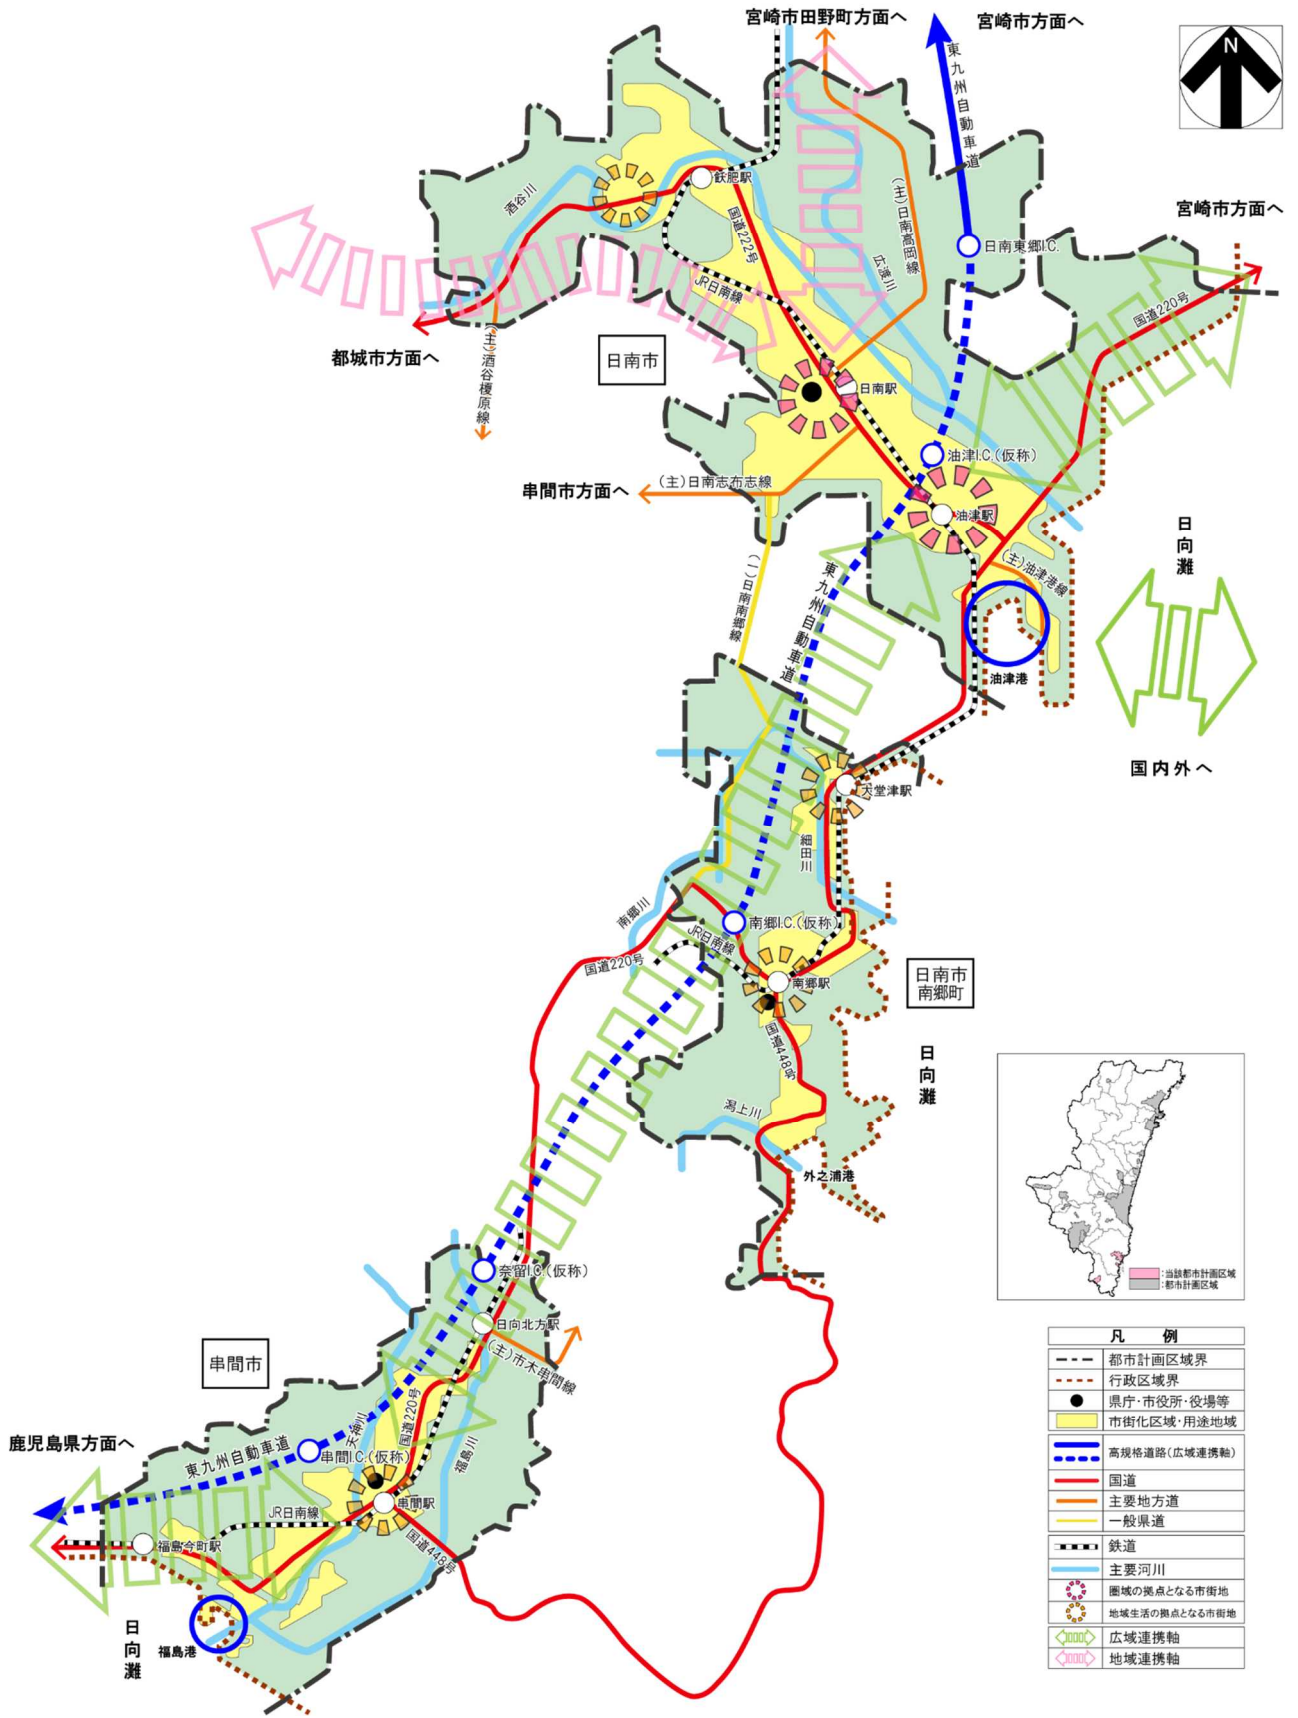 宮崎市田野町方面へ
宮崎市方面へ
N
東九州自動車道
酒谷川
飫肥駅
国道222号
(主)日南高岡線
広渡川
宮崎市方面へ
日南東郷I.C.
JR日南線
国道220号
都城市方面へ
(主)酒谷榎原線
日南市
日南駅
油津I.C.(仮称)
串間市方面へ
(主)日南志布志線
油津駅
日向灘
(一)日南南郷線
東九州自動車道
(主)油津港線
油津港
国内外へ
大堂津駅
細田川
南郷川
南郷I.C.(仮称)
JR日南線
国道220号
南郷駅
日南市
南郷町
国道448号
日向灘
潟上川
外之浦港
:当該都市計画区域
:都市計画区域
奈留I.C.(仮称)
日向北方駅
(主)市木串間線
串間市
国道220号
天神川
福島川
鹿児島県方面へ
東九州自動車道
串間I.C.(仮称)
JR日南線
串間駅
福島今町駅
国道448号
日向灘
福島港
凡 例
都市計画区域界
行政区域界
県庁・市役所・役場等
市街化区域・用途地域
高規格道路(広域連携軸)
国道
主要地方道
一般県道
鉄道
主要河川
圏域の拠点となる市街地
地域生活の拠点となる市街地
広域連携軸
地域連携軸